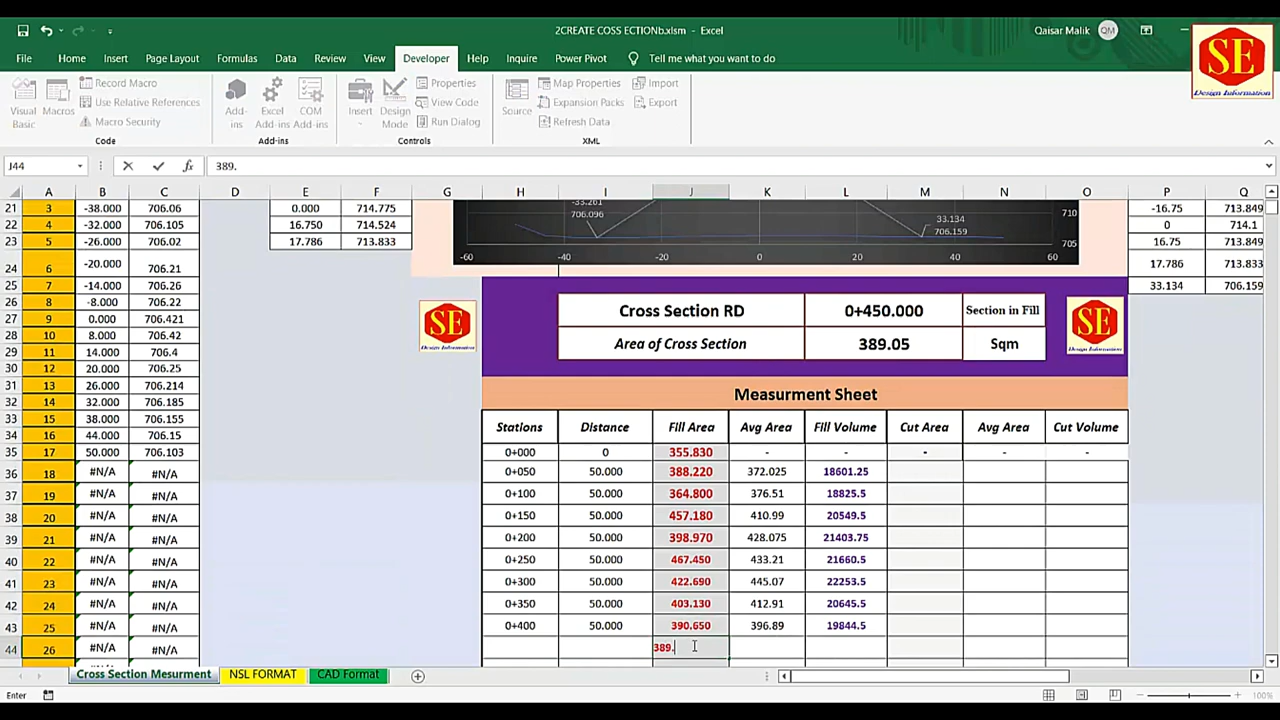 2CREATE COSS ECTIONb.xlsm - Excel
Qaisar Malik QM
SE
Design Information
File Home Insert Page Layout Formulas Data Review View Developer Help Inquire Power Pivot Tell me what you want to do
Visual Basic
Macros
Record Macro
Use Relative References
Macro Security
Code
Add-ins
Excel Add-ins
COM Add-ins
Add-ins
Insert
Design Mode
Properties
View Code
Run Dialog
Controls
Source
Map Properties
Expansion Packs
Refresh Data
Import
Export
XML
J44 389.
A B C D E F G H I J K L M N O P Q
21 3 -38.000 706.06 0.000 714.775 -16.75 713.849
22 4 -32.000 706.105 16.750 714.524 0 714.1
23 5 -26.000 706.02 17.786 713.833 16.75 713.849
24 6 -20.000 706.21 17.786 713.833
25 7 -14.000 706.26 33.134 706.159
-33.261
706.096
33.134
706.159
710
705
-60 -40 -20 0 20 40 60
26 8 -8.000 706.22
27 9 0.000 706.421
28 10 8.000 706.42
29 11 14.000 706.4
30 12 20.000 706.25
31 13 26.000 706.214
32 14 32.000 706.185
33 15 38.000 706.155
34 16 44.000 706.15
SE
Design Information
Cross Section RD 0+450.000 Section in Fill
Area of Cross Section 389.05 Sqm
SE
Design Information
Measurment Sheet
Stations Distance Fill Area Avg Area Fill Volume Cut Area Avg Area Cut Volume
35 17 50.000 706.103 0+000 0 355.830 - - - - -
36 18 #N/A #N/A 0+050 50.000 388.220 372.025 18601.25
37 19 #N/A #N/A 0+100 50.000 364.800 376.51 18825.5
38 20 #N/A #N/A 0+150 50.000 457.180 410.99 20549.5
39 21 #N/A #N/A 0+200 50.000 398.970 428.075 21403.75
40 22 #N/A #N/A 0+250 50.000 467.450 433.21 21660.5
41 23 #N/A #N/A 0+300 50.000 422.690 445.07 22253.5
42 24 #N/A #N/A 0+350 50.000 403.130 412.91 20645.5
43 25 #N/A #N/A 0+400 50.000 390.650 396.89 19844.5
44 26 #N/A #N/A 389.
Cross Section Mesurment NSL FORMAT CAD Format
Enter 100%